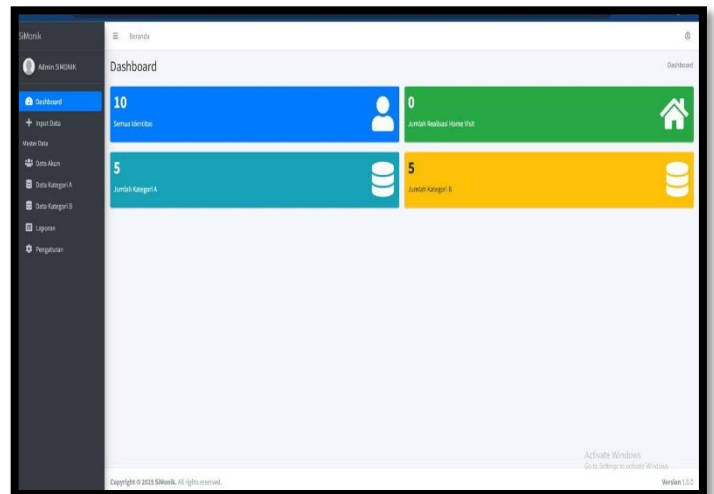 SiMonik
Beranda
Admin SIMONIK
Dashboard
Dashboard
Dashboard
Input Data
Master Data
Data Akun
Data Kategori A
Data Kategori B
Laporan
Pengaturan
10
Semua Identitas
0
Jumlah Realisasi Home Visit
5
Jumlah Kategori A
5
Jumlah Kategori B
Activate Windows
Go to Settings to activate Windows.
Copyright © 2023 SiMonik. All rights reserved.
Version 1.0.0